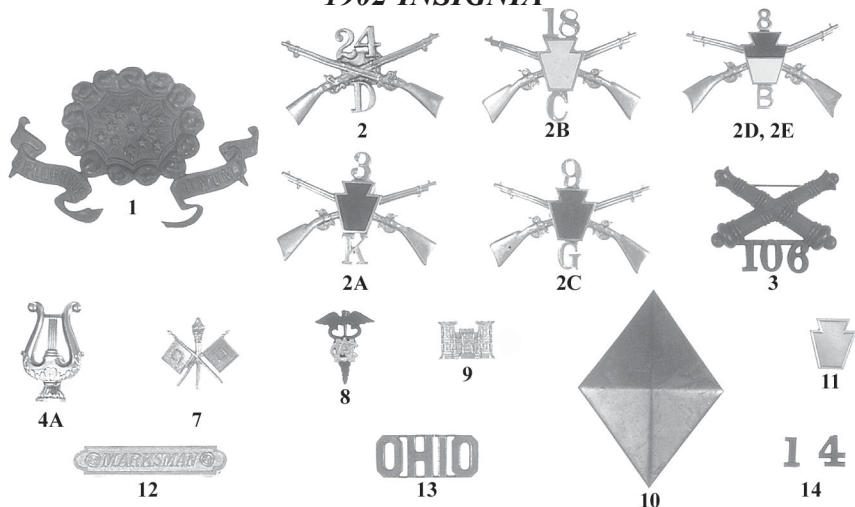 1902 INSIGNIA
24
D
2
18
C
2B
8
B
2D, 2E
1
3
K
2A
9
G
2C
106
3
4A
7
8
9
10
11
MARKSMAN
12
OHIO
13
1 4
14